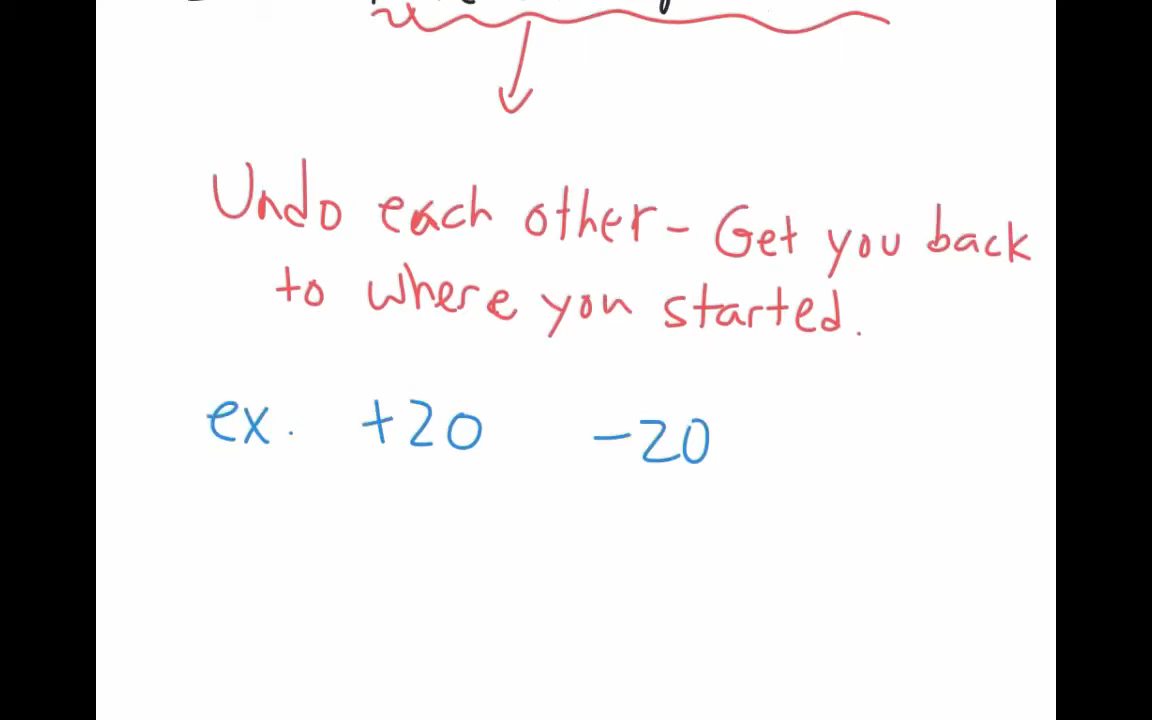 Undo each other - Get you back
to where you started.
ex. +20 -20